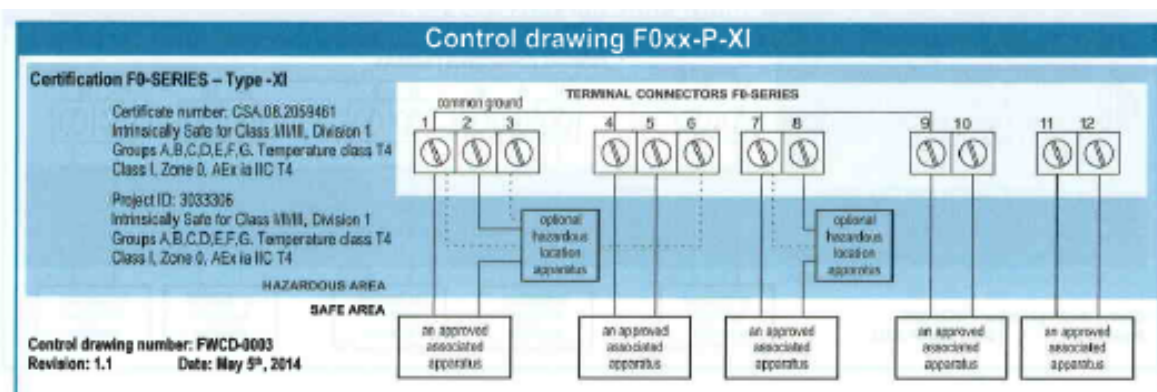 Control drawing F0xx-P-XI
Certification F0-SERIES – Type -XI
Certificate number: CSA.08.2059461
Intrinsically Safe for Class I/II/III, Division 1
Groups A,B,C,D,E,F,G. Temperature class T4
Class I, Zone 0, AEx ia IIC T4
Project ID: 3033306
Intrinsically Safe for Class I/II/III, Division 1
Groups A,B,C,D,E,F,G. Temperature class T4
Class I, Zone 0, AEx ia IIC T4
HAZARDOUS AREA
SAFE AREA
Control drawing number: FWCD-0003
Revision: 1.1 Date: May 5th, 2014
TERMINAL CONNECTORS F0-SERIES
common ground
1 2 3 4 5 6 7 8 9 10 11 12
optional
hazardous
location
apparatus
optional
hazardous
location
apparatus
an approved
associated
apparatus
an approved
associated
apparatus
an approved
associated
apparatus
an approved
associated
apparatus
an approved
associated
apparatus